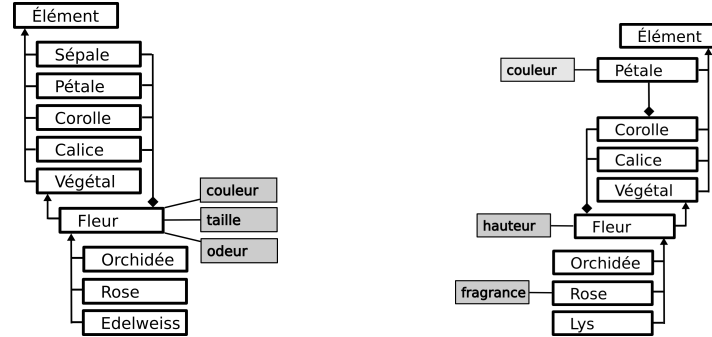 Élément
Sépale
Pétale
Corolle
Calice
Végétal
Fleur
couleur
taille
odeur
Orchidée
Rose
Edelweiss
Élément
couleur
Pétale
Corolle
Calice
Végétal
hauteur
Fleur
Orchidée
fragrance
Rose
Lys